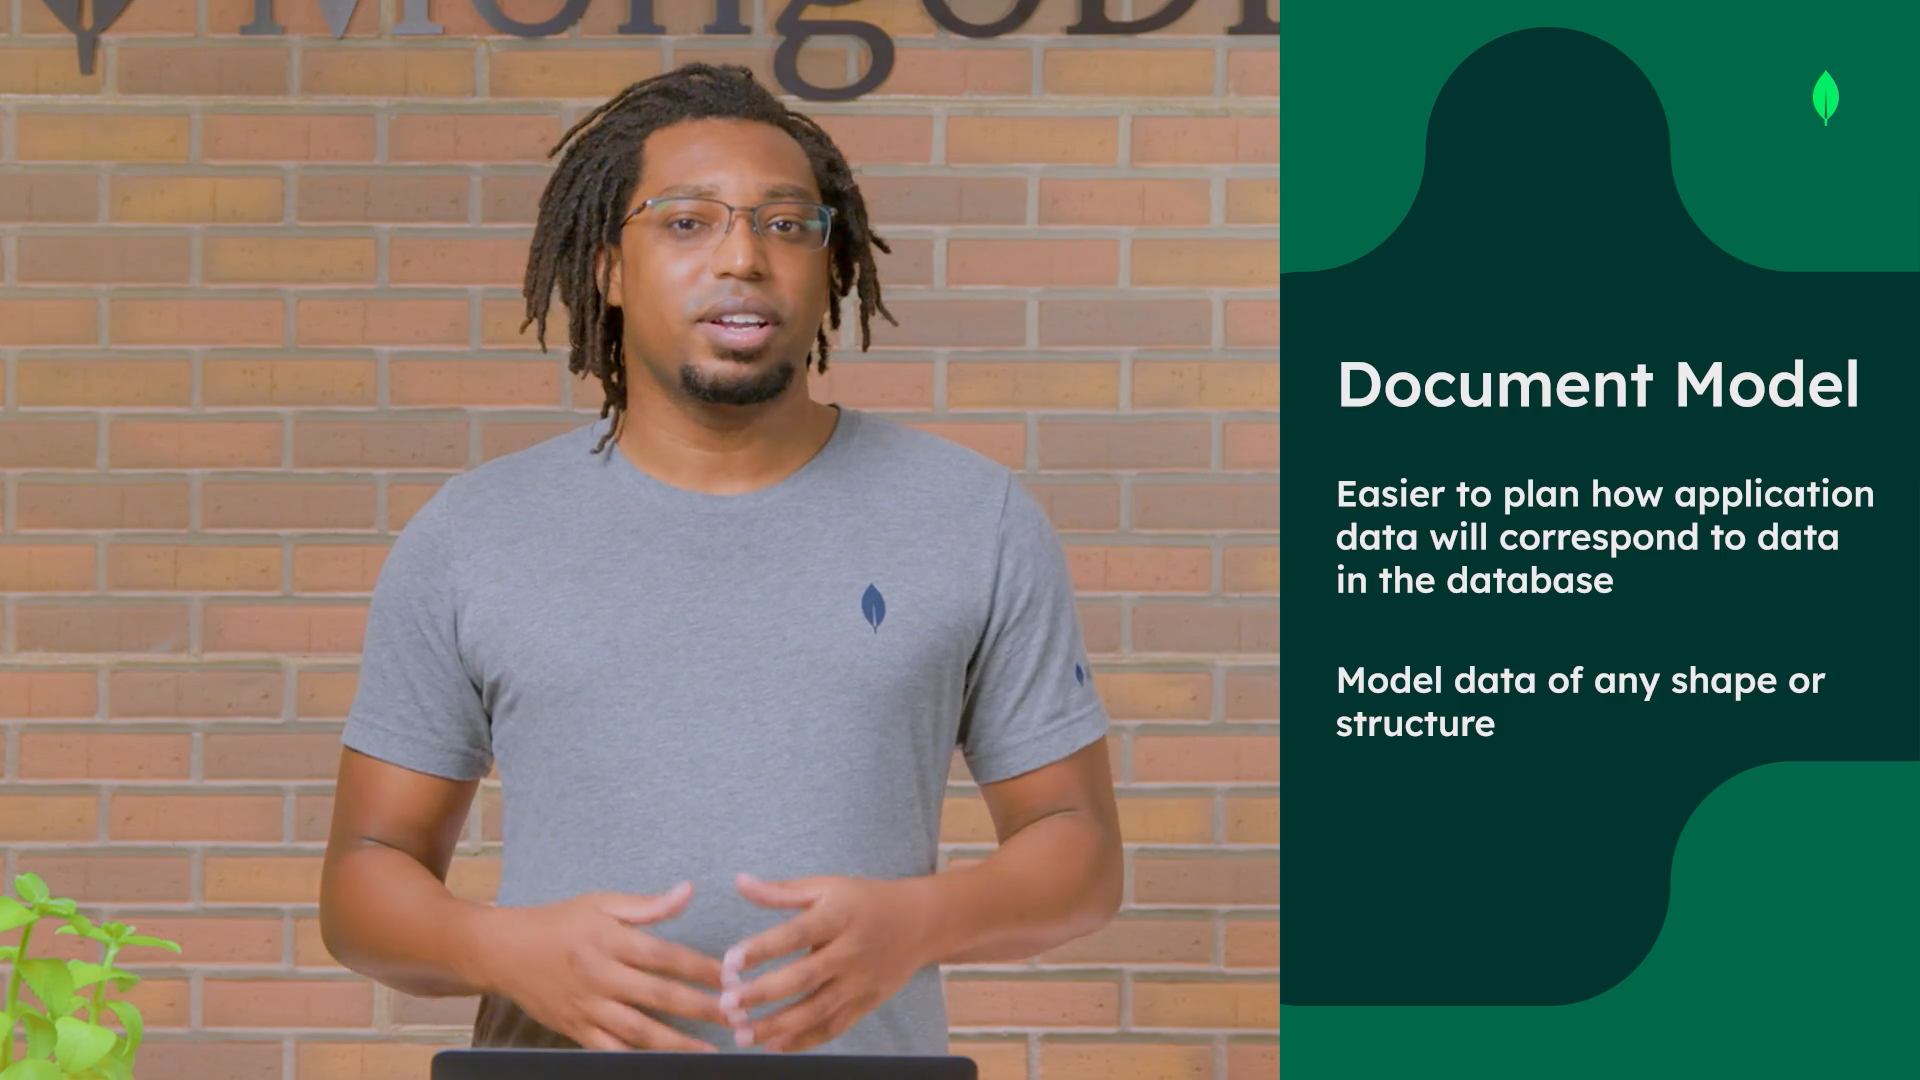 MongoDB
Document Model
Easier to plan how application
data will correspond to data
in the database
Model data of any shape or
structure